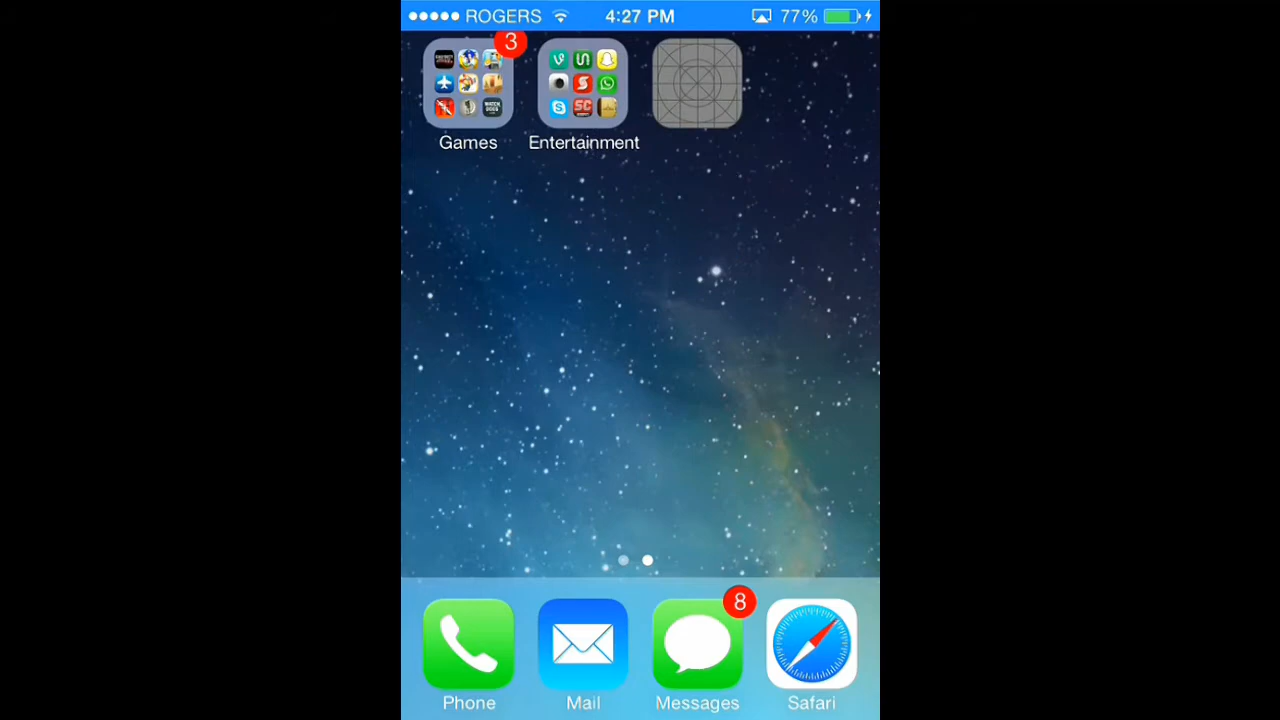 ROGERS 4:27 PM 77%
3
Games Entertainment
8
Phone Mail Messages Safari